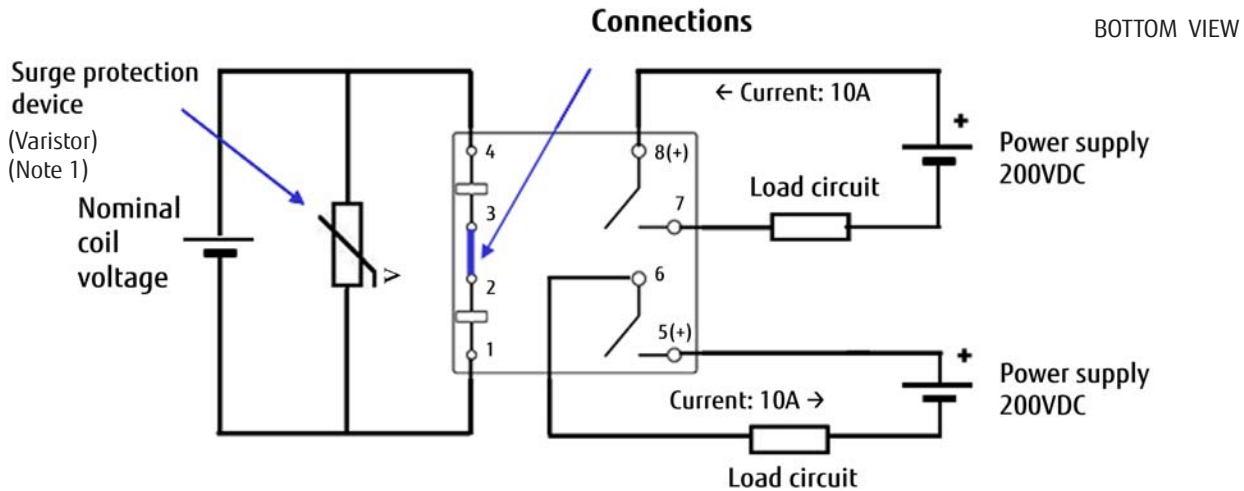 Connections
BOTTOM VIEW
Surge protection
device
(Varistor)
(Note 1)
Nominal
coil
voltage
V
4
3
2
1
← Current: 10A
8(+)
7
Load circuit
+
Power supply
200VDC
6
5(+)
Current: 10A →
+
Power supply
200VDC
Load circuit